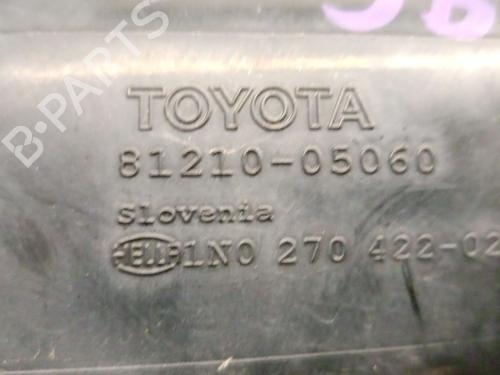 B-PARTS
TOYOTA
81210-05060
Slovenia
HELLA 1N0 270 422-02